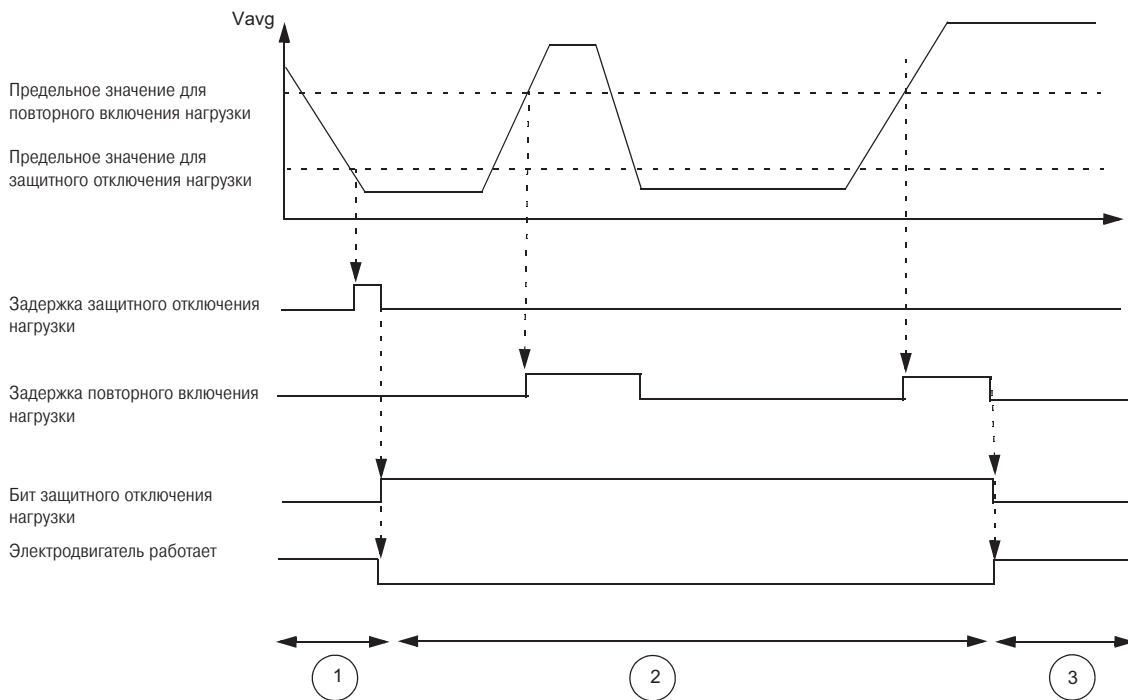 Vavg
Предельное значение для
повторного включения нагрузки
Предельное значение для
защитного отключения нагрузки
Задержка защитного отключения
нагрузки
Задержка повторного включения
нагрузки
Бит защитного отключения
нагрузки
Электродвигатель работает
1
2
3